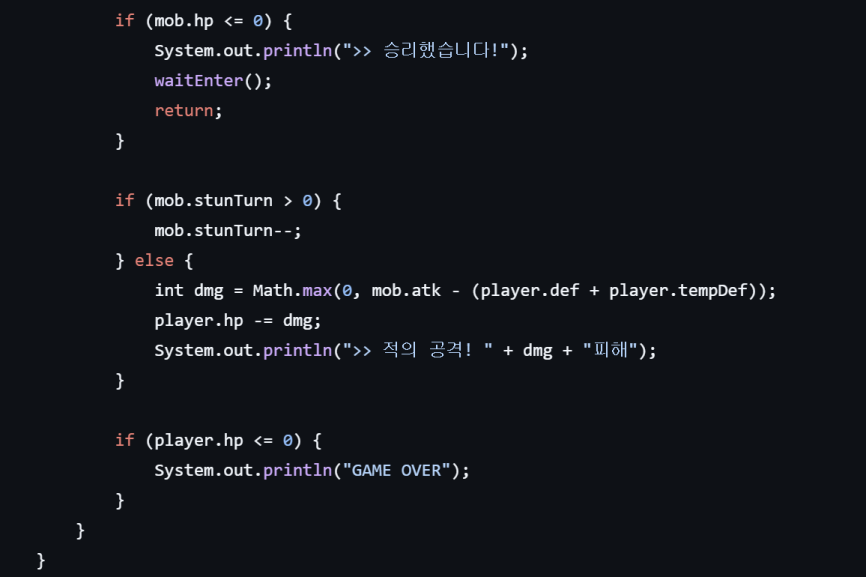 if (mob.hp <= 0) {
System.out.println(">> 승리했습니다!");
waitEnter();
return;
}
if (mob.stunTurn > 0) {
mob.stunTurn--;
} else {
int dmg = Math.max(0, mob.atk - (player.def + player.tempDef));
player.hp -= dmg;
System.out.println(">> 적의 공격! " + dmg + "피해");
}
if (player.hp <= 0) {
System.out.println("GAME OVER");
}
}
}